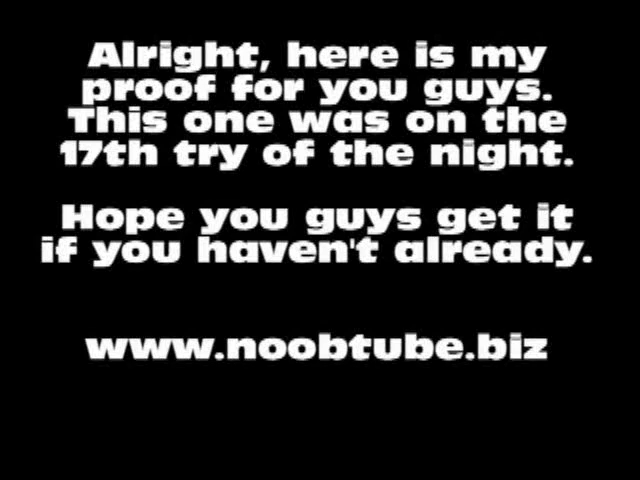 Alright, here is my
proof for you guys.
This one was on the
17th try of the night.
Hope you guys get it
if you haven't already.
www.noobtube.biz